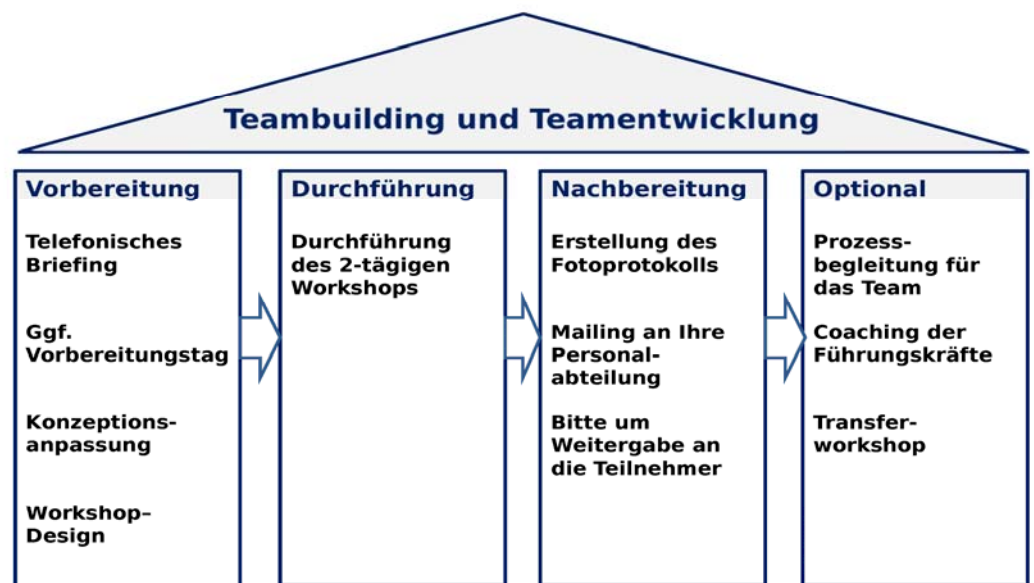 Teambuilding und Teamentwicklung
Vorbereitung
Telefonisches
Briefing
Ggf.
Vorbereitungstag
Konzeptions-
anpassung
Workshop–
Design
Durchführung
Durchführung
des 2-tägigen
Workshops
Nachbereitung
Erstellung des
Fotoprotokolls
Mailing an Ihre
Personal-
abteilung
Bitte um
Weitergabe an
die Teilnehmer
Optional
Prozess-
begleitung für
das Team
Coaching der
Führungskräfte
Transfer-
workshop